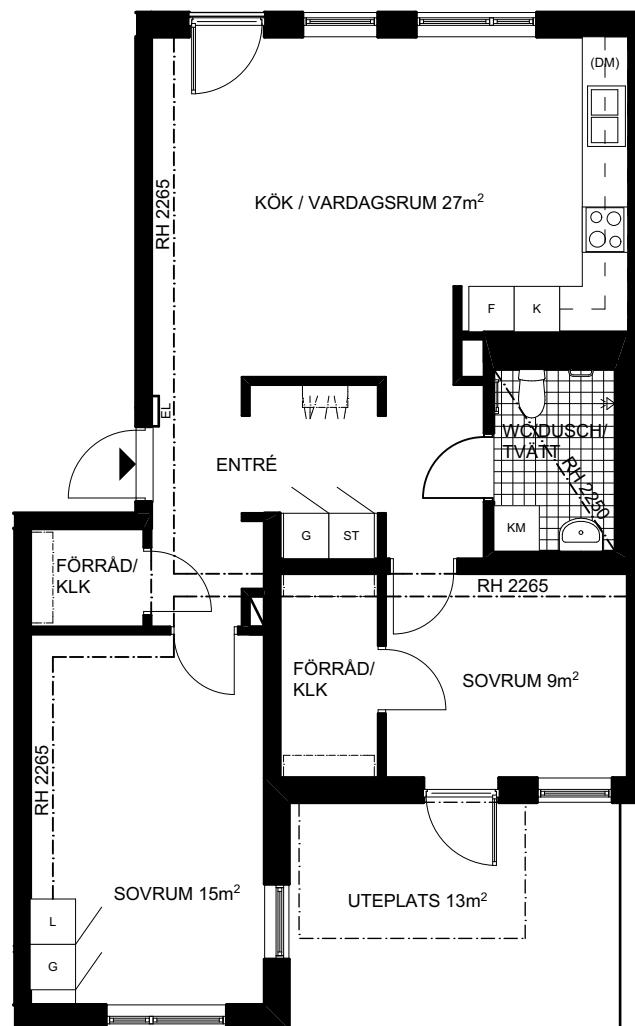 (DM)
RH 2265
KÖK / VARDAGSRUM 27m²
F
K
EL
WC/DUSCH/
TVÄTT
RH 2250
ENTRÉ
G
ST
KM
FÖRRÅD/
KLK
RH 2265
FÖRRÅD/
KLK
SOVRUM 9m²
RH 2265
SOVRUM 15m²
UTEPLATS 13m²
L
G